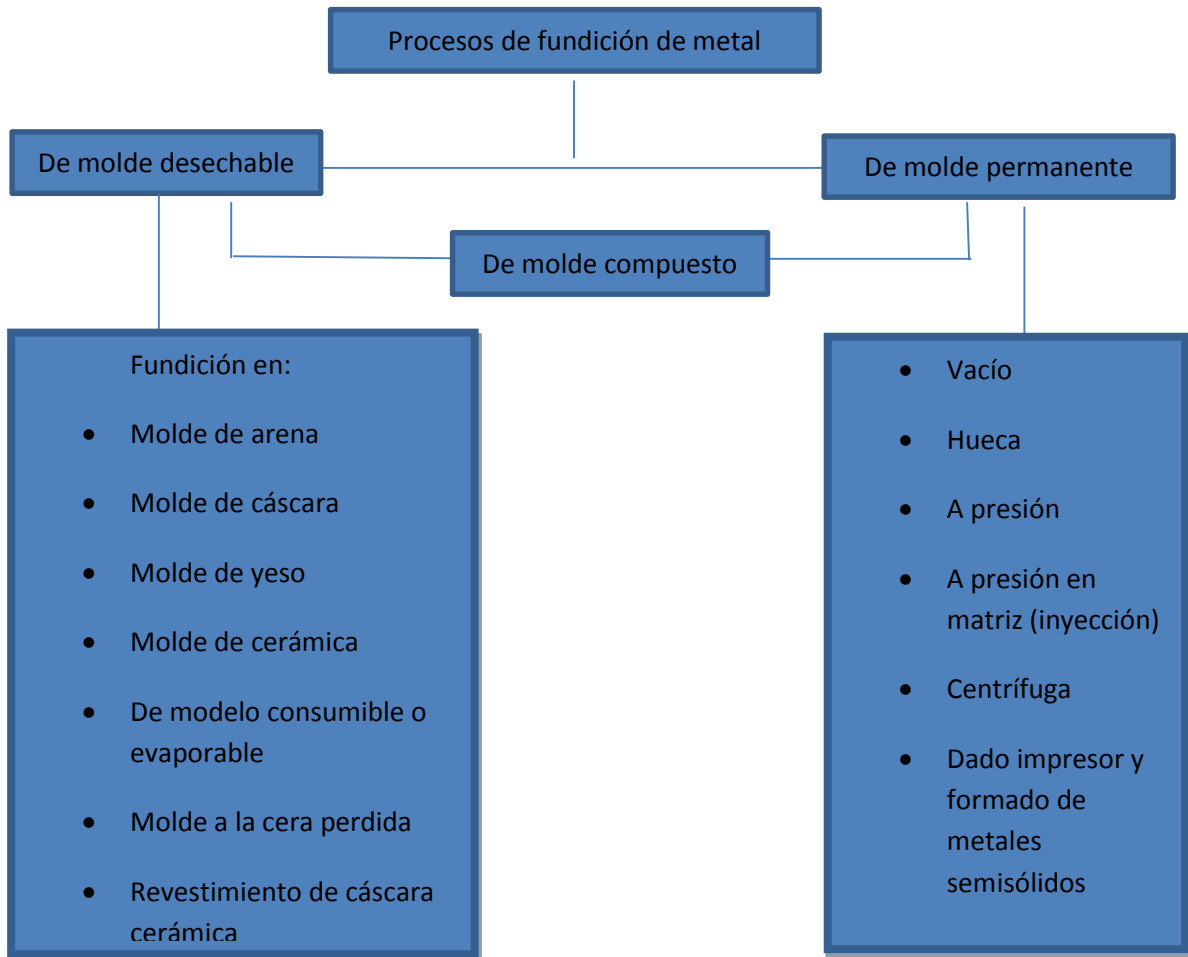 Procesos de fundición de metal
De molde desechable
De molde permanente
De molde compuesto
Fundición en:
• Molde de arena
• Molde de cáscara
• Molde de yeso
• Molde de cerámica
• De modelo consumible o
evaporable
• Molde a la cera perdida
• Revestimiento de cáscara
cerámica
• Vacío
• Hueca
• A presión
• A presión en
matriz (inyección)
• Centrífuga
• Dado impresor y
formado de
metales
semisólidos